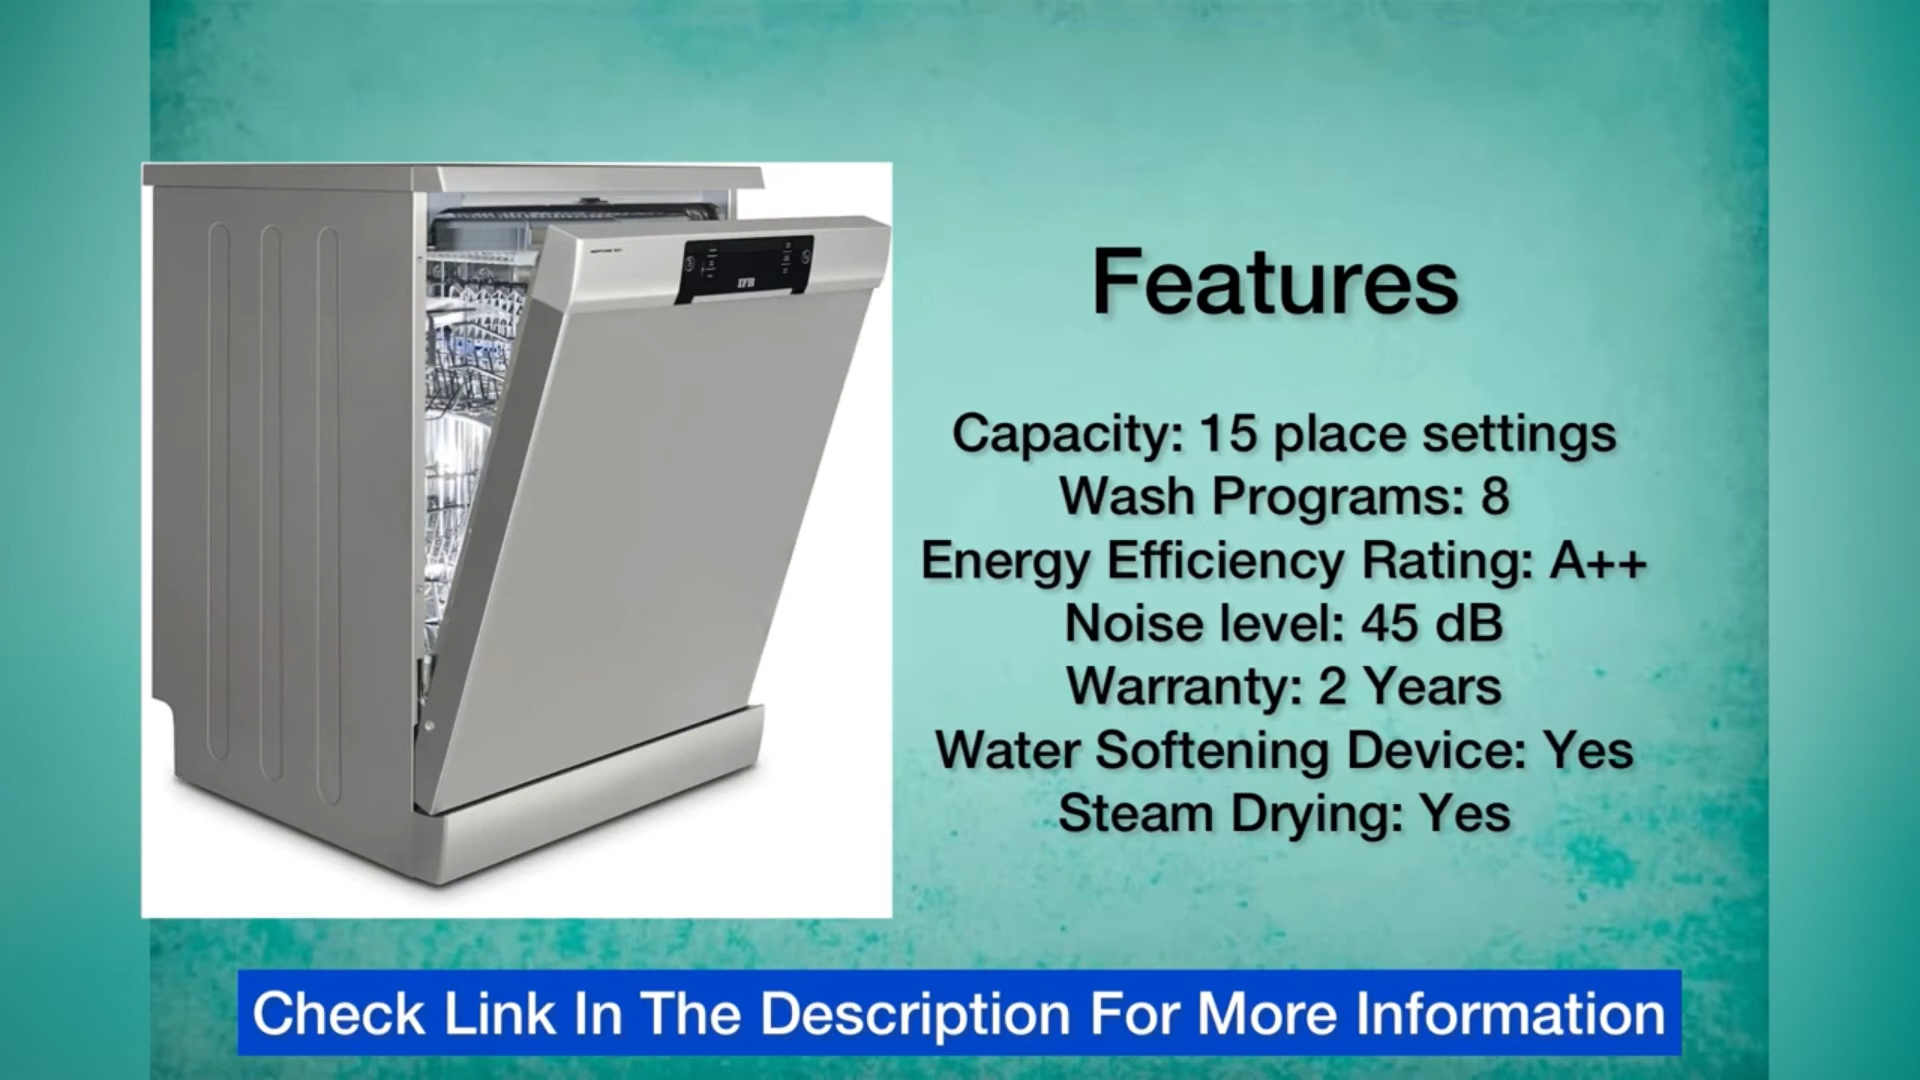 Features
Capacity: 15 place settings
Wash Programs: 8
Energy Efficiency Rating: A++
Noise level: 45 dB
Warranty: 2 Years
Water Softening Device: Yes
Steam Drying: Yes
IFB
Check Link In The Description For More Information